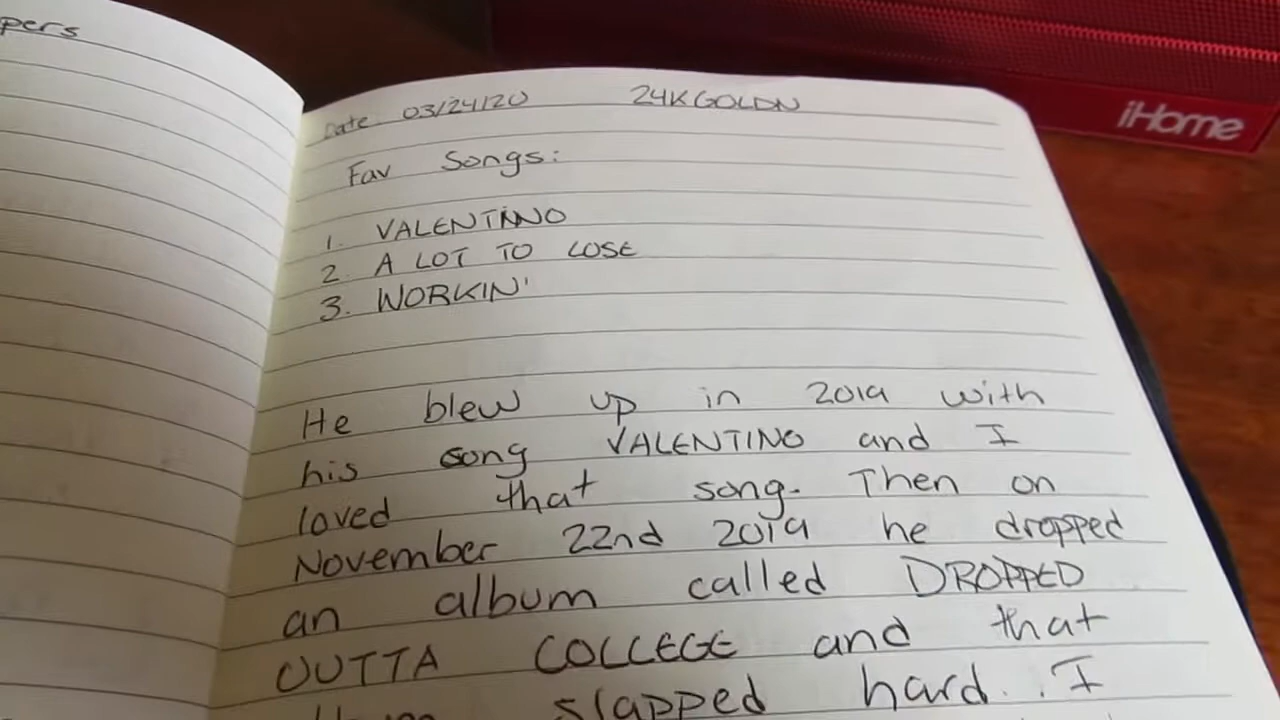 pers
Date 03/24/20 24KGOLDN
iHome
Fav Songs:
1. VALENTINO
2. A LOT TO LOSE
3. WORKIN'
He blew up in 2019 with
his song VALENTINO and I
loved that song. Then on
November 22nd 2019 he dropped
an album called DROPPED
OUTTA COLLEGE and that
slapped hard. I